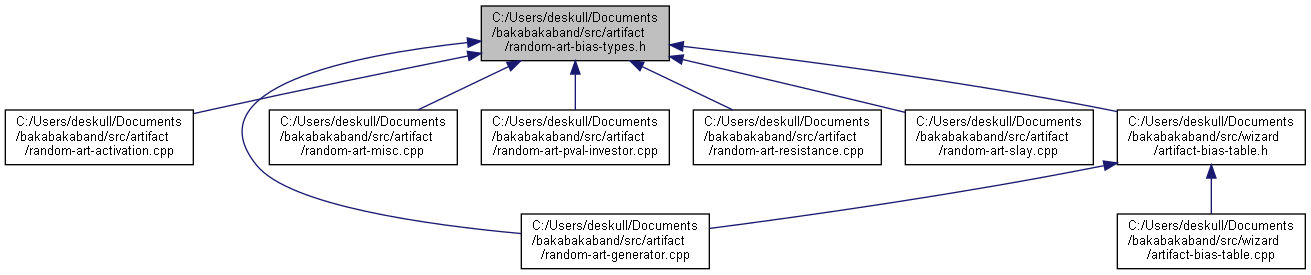 C:/Users/deskull/Documents
/bakabakaband/src/artifact
/random-art-bias-types.h
C:/Users/deskull/Documents
/bakabakaband/src/artifact
/random-art-activation.cpp
C:/Users/deskull/Documents
/bakabakaband/src/artifact
/random-art-misc.cpp
C:/Users/deskull/Documents
/bakabakaband/src/artifact
/random-art-pval-investor.cpp
C:/Users/deskull/Documents
/bakabakaband/src/artifact
/random-art-resistance.cpp
C:/Users/deskull/Documents
/bakabakaband/src/artifact
/random-art-slay.cpp
C:/Users/deskull/Documents
/bakabakaband/src/wizard
/artifact-bias-table.h
C:/Users/deskull/Documents
/bakabakaband/src/artifact
/random-art-generator.cpp
C:/Users/deskull/Documents
/bakabakaband/src/wizard
/artifact-bias-table.cpp